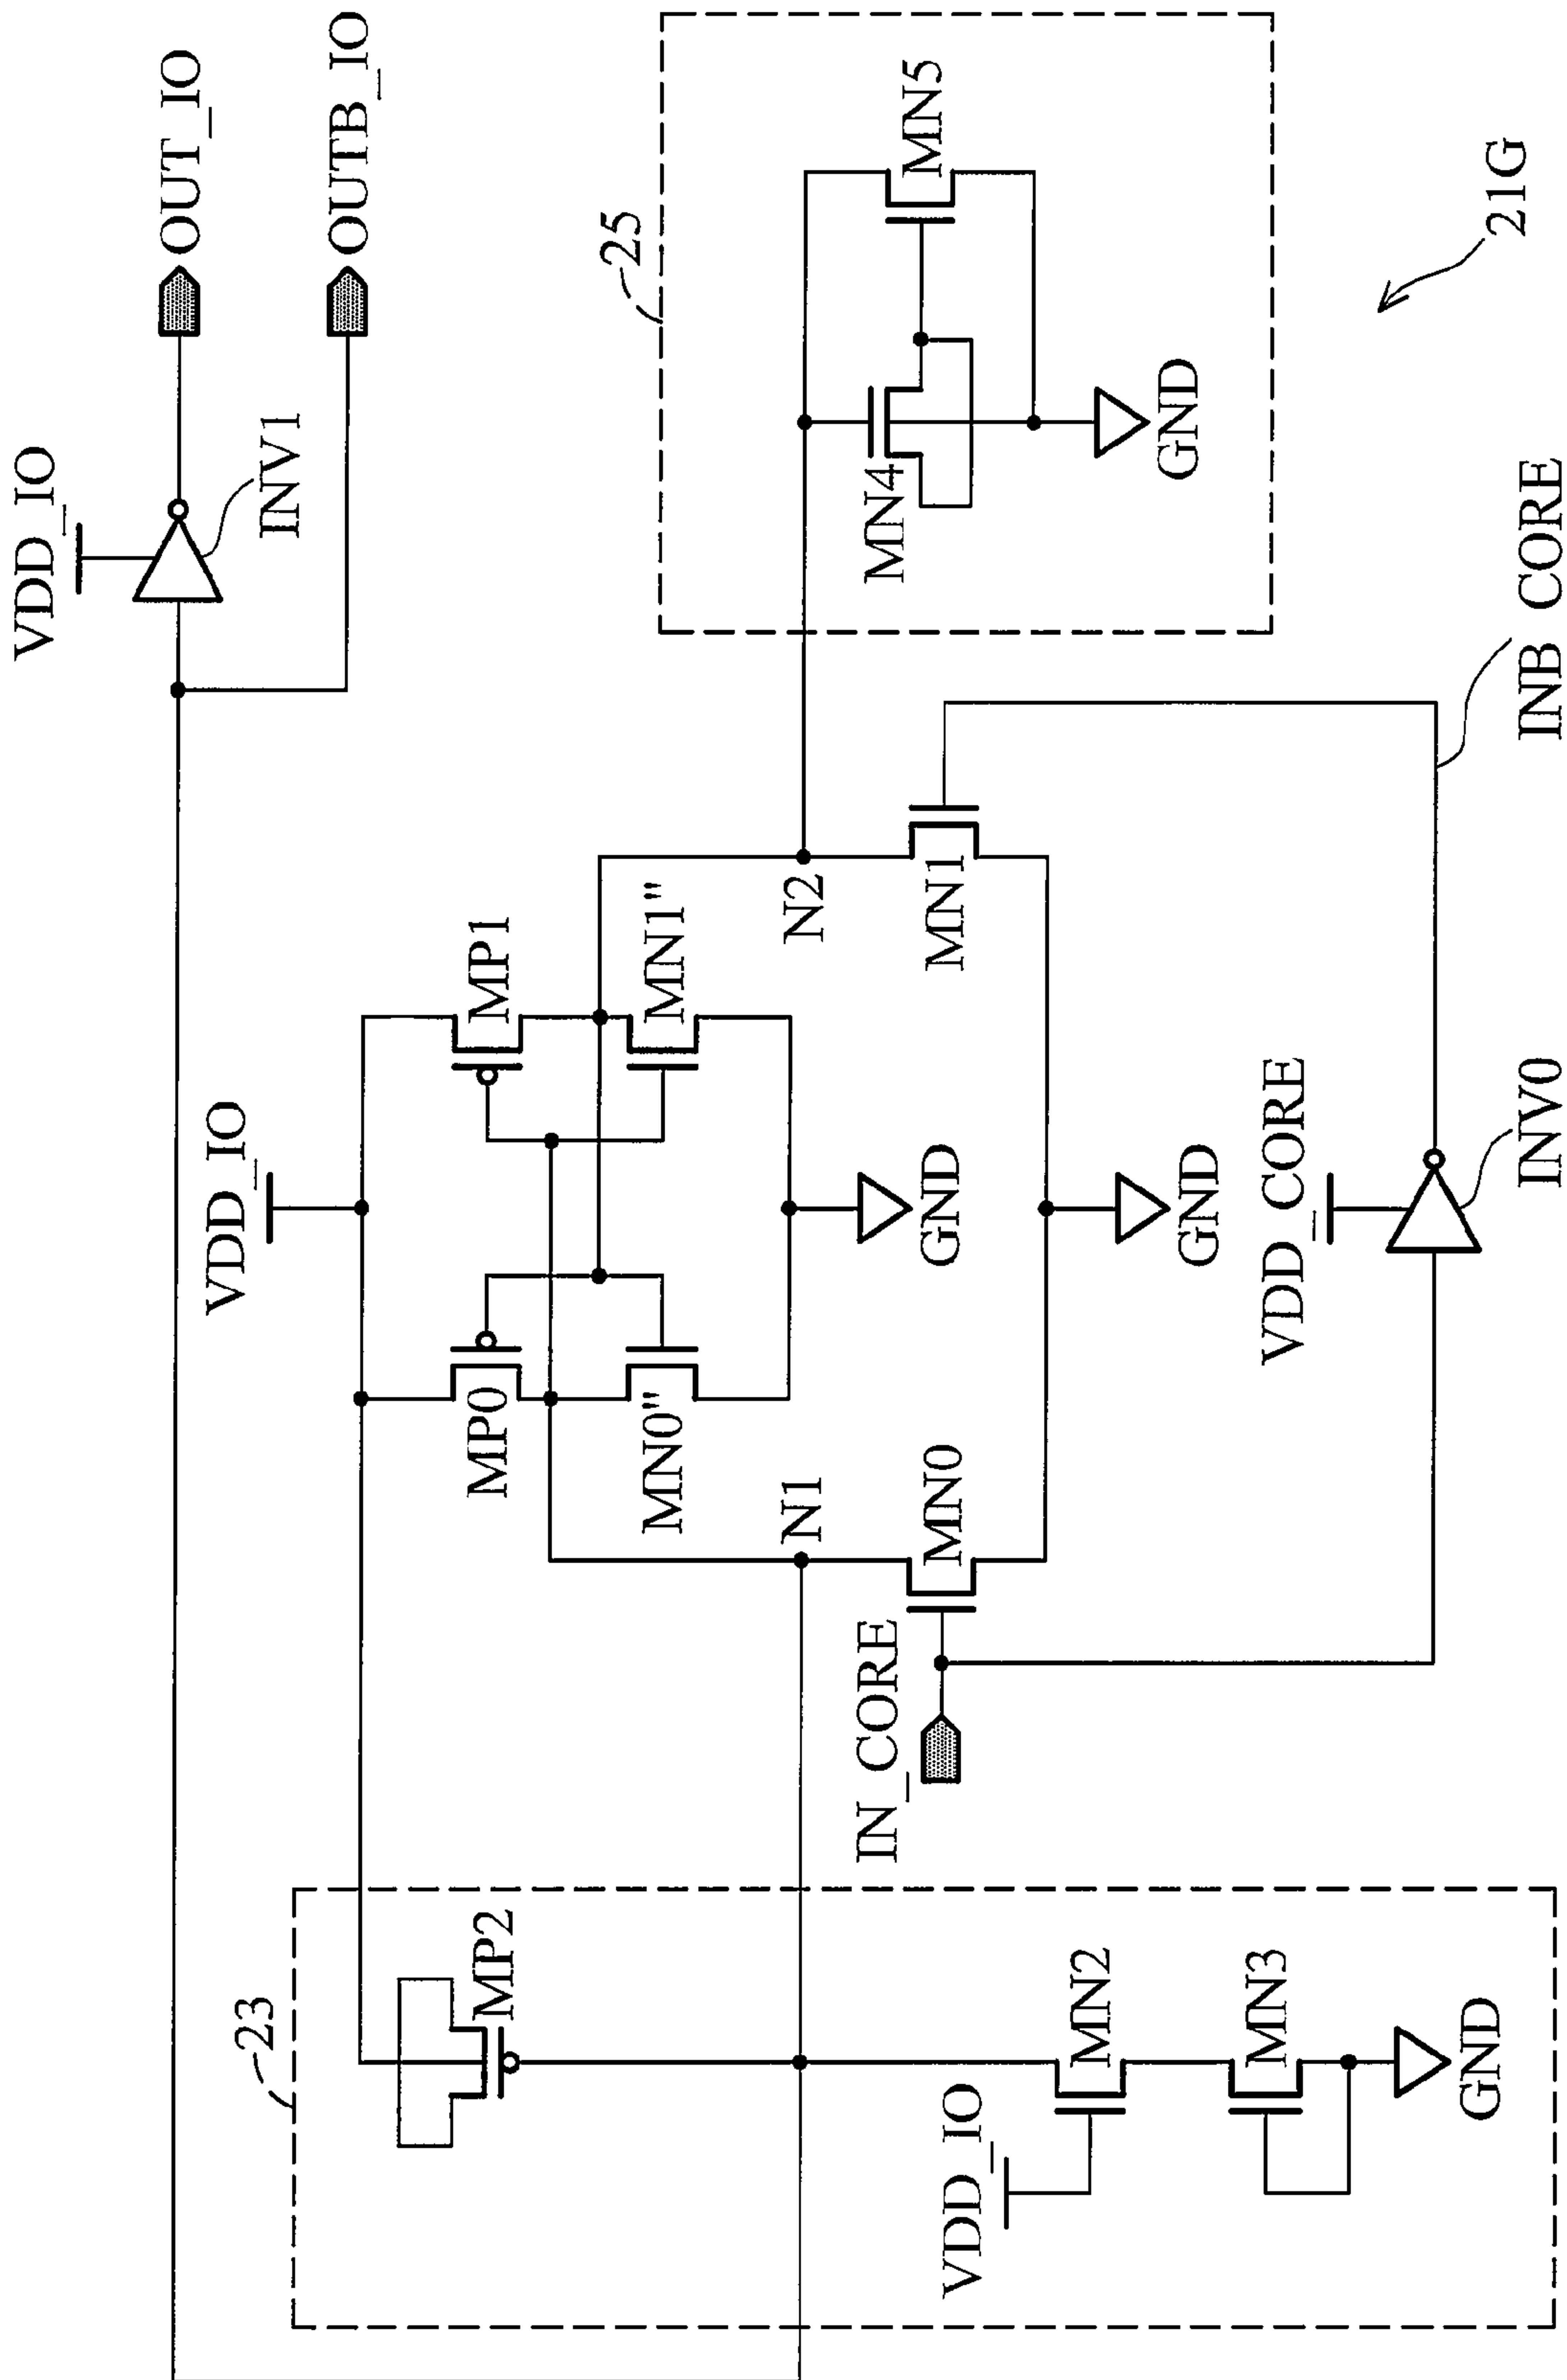 VDD_IO
OUT_IO
INV1
OUTB_IO
VDD_IO
23
MP2
MP0
MP1
MN0"
MN1"
25
GND
N1
N2
MN4
MN5
IN_CORE
MN0
MN1
VDD_IO
MN2
MN3
GND
GND
GND
VDD_CORE
INV0
INB_CORE
21G